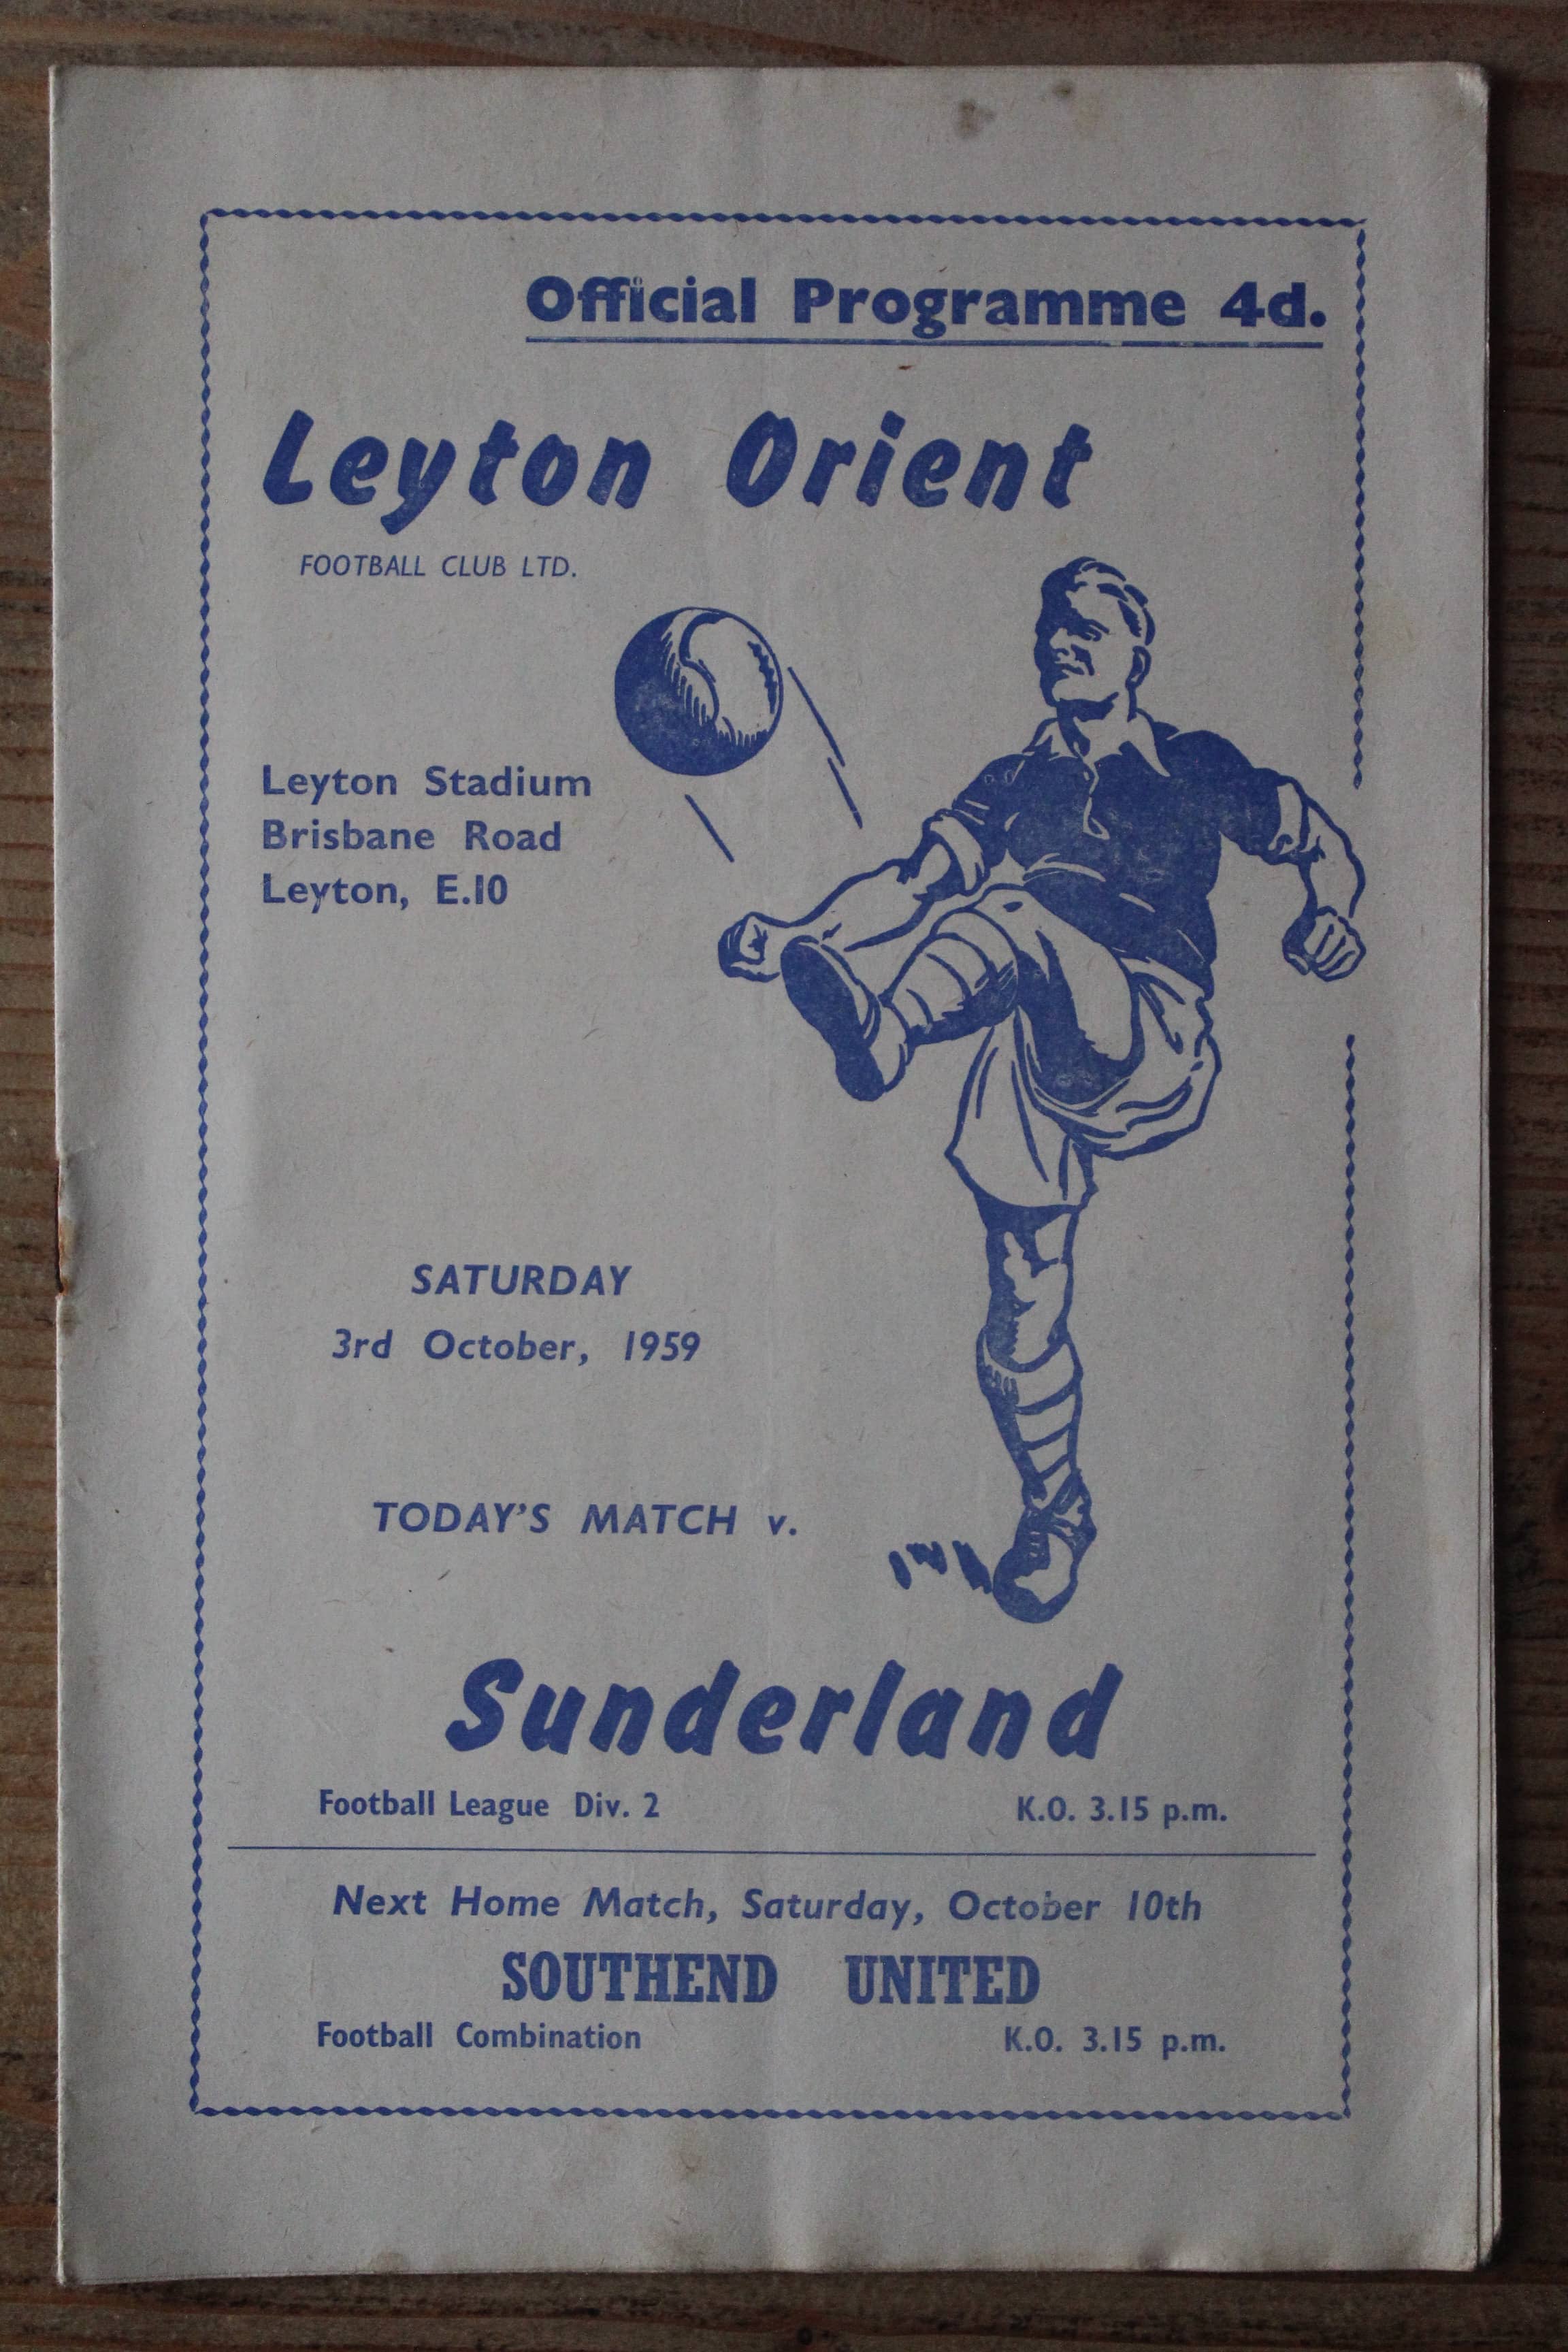 Official Programme 4d.
Leyton Orient
FOOTBALL CLUB LTD.
Leyton Stadium
Brisbane Road
Leyton, E.10
SATURDAY
3rd October, 1959
TODAY'S MATCH v.
Sunderland
Football League Div. 2 K.O. 3.15 p.m.
Next Home Match, Saturday, October 10th
SOUTHEND UNITED
Football Combination K.O. 3.15 p.m.